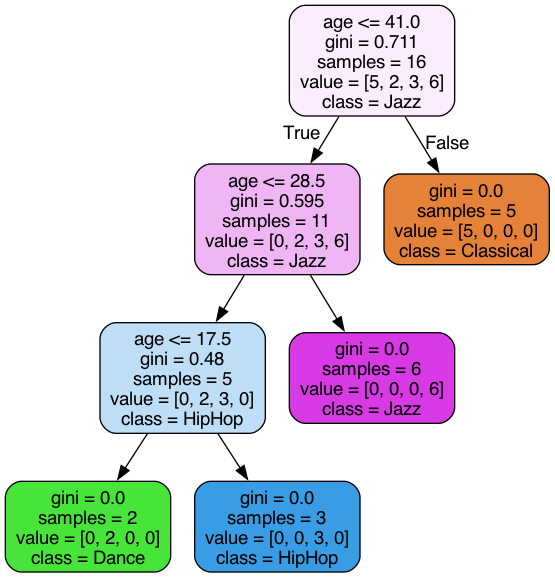 age <= 41.0
gini = 0.711
samples = 16
value = [5, 2, 3, 6]
class = Jazz
True
False
age <= 28.5
gini = 0.595
samples = 11
value = [0, 2, 3, 6]
class = Jazz
gini = 0.0
samples = 5
value = [5, 0, 0, 0]
class = Classical
age <= 17.5
gini = 0.48
samples = 5
value = [0, 2, 3, 0]
class = HipHop
gini = 0.0
samples = 6
value = [0, 0, 0, 6]
class = Jazz
gini = 0.0
samples = 2
value = [0, 2, 0, 0]
class = Dance
gini = 0.0
samples = 3
value = [0, 0, 3, 0]
class = HipHop